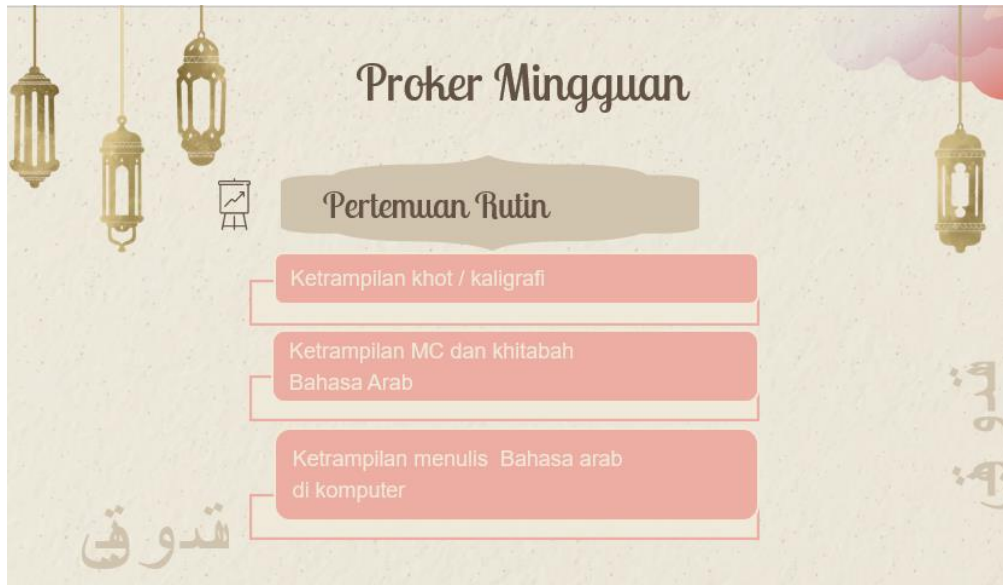 Proker Mingguan
Pertemuan Rutin
Ketrampilan khot / kaligrafi
Ketrampilan MC dan khitabah
Bahasa Arab
Ketrampilan menulis  Bahasa arab
di komputer